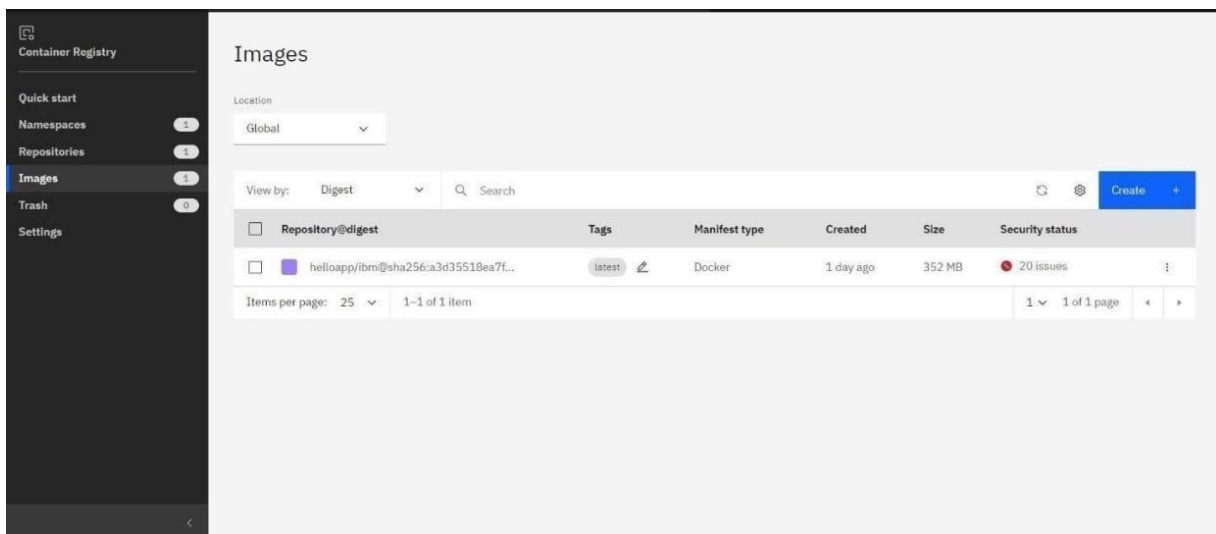 Container Registry
Quick start
Namespaces 1
Repositories 1
Images 1
Trash 0
Settings
Images
Location
Global
View by: Digest Search Create +
Repository@digest Tags Manifest type Created Size Security status
helloapp/ibm@sha256:a3d35518ea7f... latest Docker 1 day ago 352 MB 20 issues
Items per page: 25 1–1 of 1 item 1 1 of 1 page